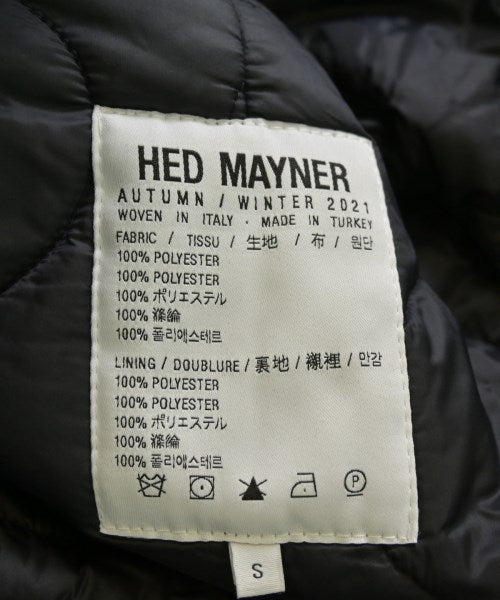 HED MAYNER
AUTUMN / WINTER 2021
WOVEN IN ITALY . MADE IN TURKEY
FABRIC / TISSU / 生地 / 布 / 원단
100% POLYESTER
100% POLYESTER
100% ポリエステル
100% 滌綸
100% 폴리에스테르
LINING / DOUBLURE / 裏地 / 襯裡 / 안감
100% POLYESTER
100% POLYESTER
100% ポリエステル
100% 滌綸
100% 폴리에스테르
P
S